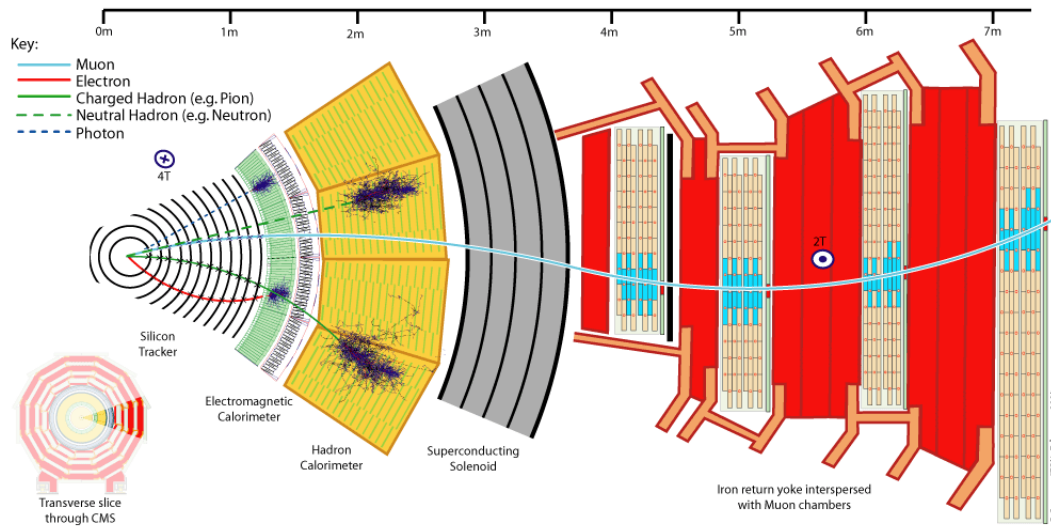 0m 1m 2m 3m 4m 5m 6m 7m
Key:
Muon
Electron
Charged Hadron (e.g. Pion)
Neutral Hadron (e.g. Neutron)
Photon
4T
2T
Silicon
Tracker
Electromagnetic
Calorimeter
Hadron
Calorimeter
Superconducting
Solenoid
Iron return yoke interspersed
with Muon chambers
Transverse slice
through CMS